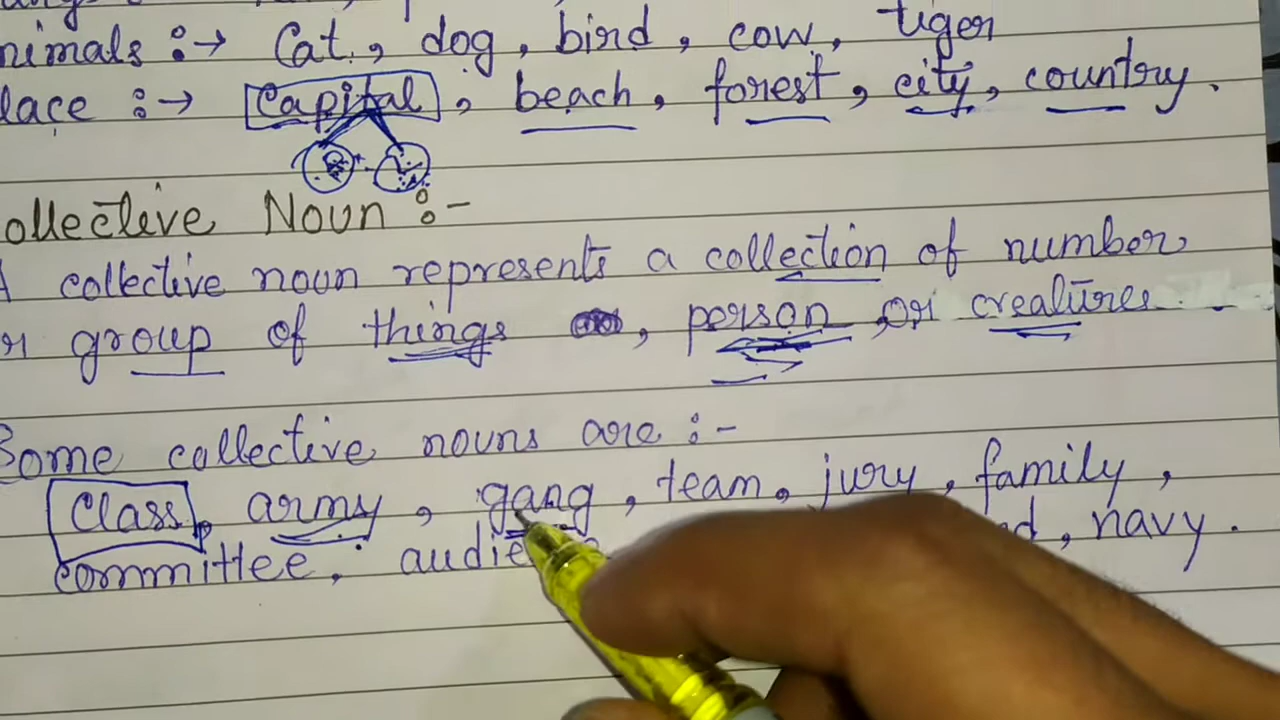 nimals :→ Cat, dog, bird, cow, tiger
lace :→ Capital, beach, forest, city, country.
ollective Noun :-
A collective noun represents a collection of number
or group of things , person or creatures.
Some collective nouns are :-
Class, army, gang, team, jury, family,
committee, audie d, navy.